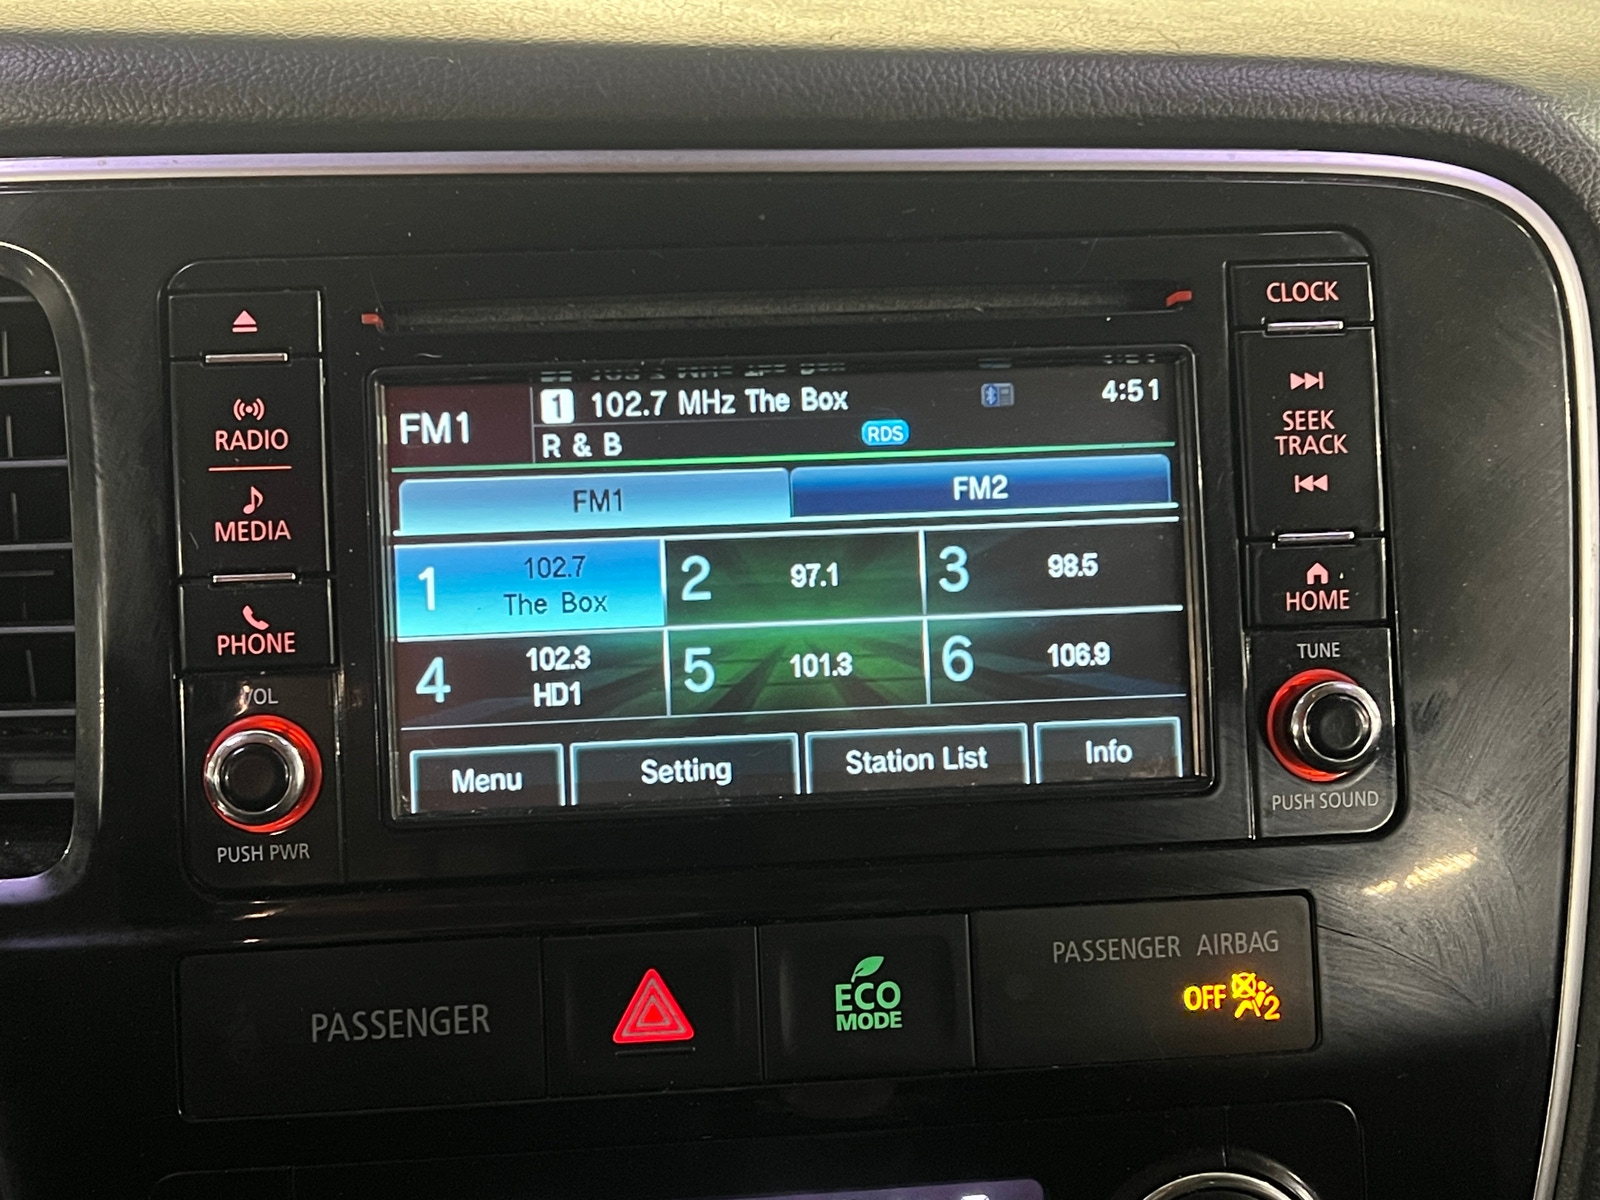 CLOCK
RADIO
MEDIA
PHONE
VOL
PUSH PWR
FM1
1 102.7 MHz The Box
4:51
R & B
RDS
FM1
FM2
1 102.7
The Box
2 97.1
3 98.5
4 102.3
HD1
5 101.3
6 106.9
Menu
Setting
Station List
Info
SEEK
TRACK
HOME
TUNE
PUSH SOUND
PASSENGER
ECO
MODE
PASSENGER AIRBAG
OFF 2